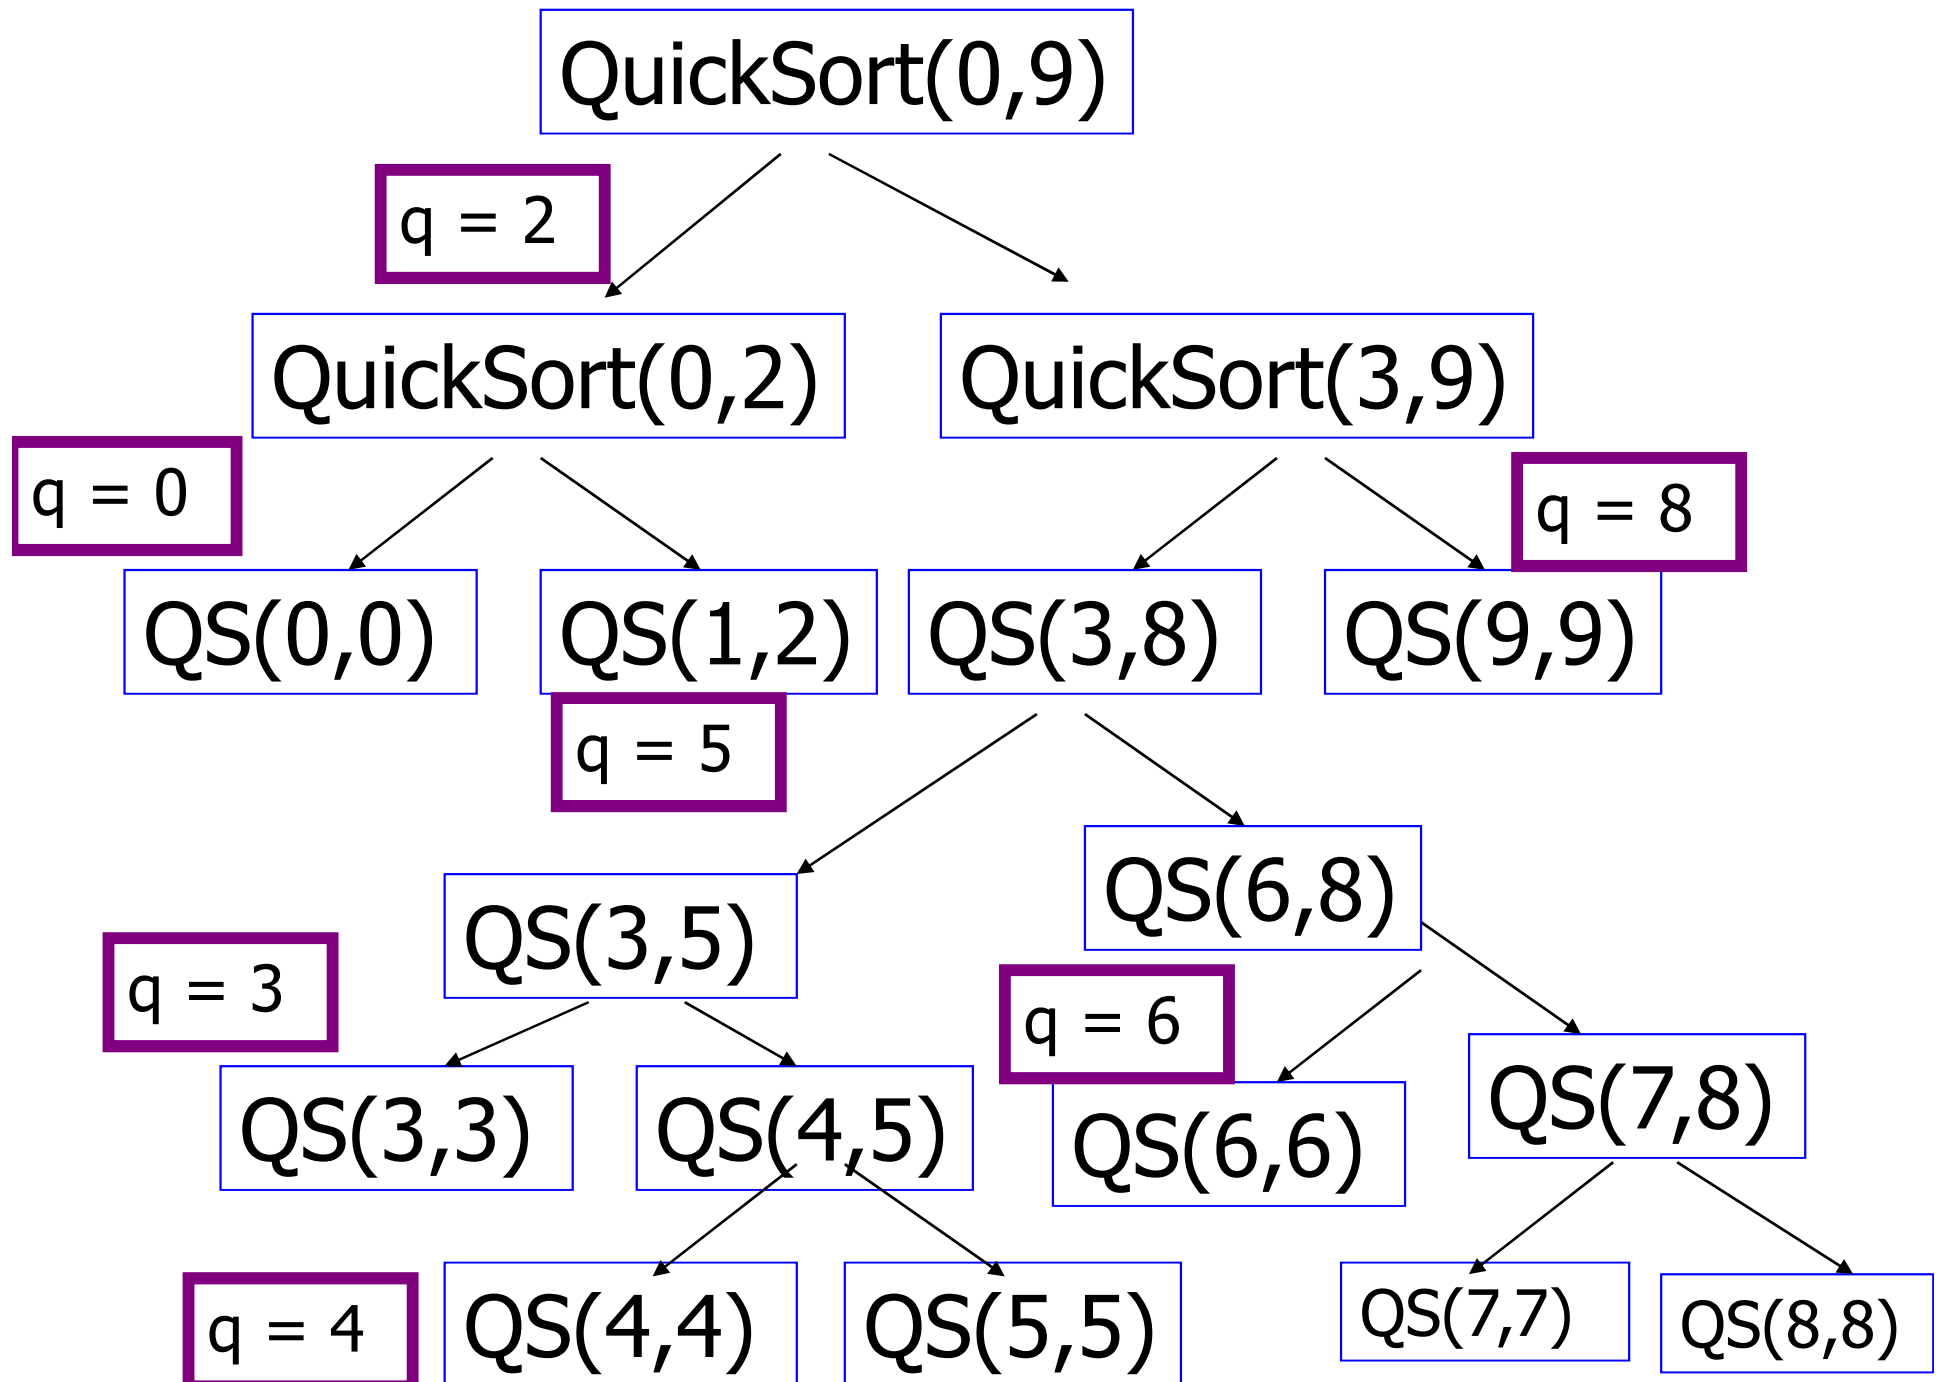 QuickSort(0,9)
q = 2
QuickSort(0,2)
QuickSort(3,9)
q = 0
q = 8
QS(0,0)
QS(1,2)
QS(3,8)
QS(9,9)
q = 5
QS(3,5)
QS(6,8)
q = 3
q = 6
QS(3,3)
QS(4,5)
QS(6,6)
QS(7,8)
q = 4
QS(4,4)
QS(5,5)
QS(7,7)
QS(8,8)